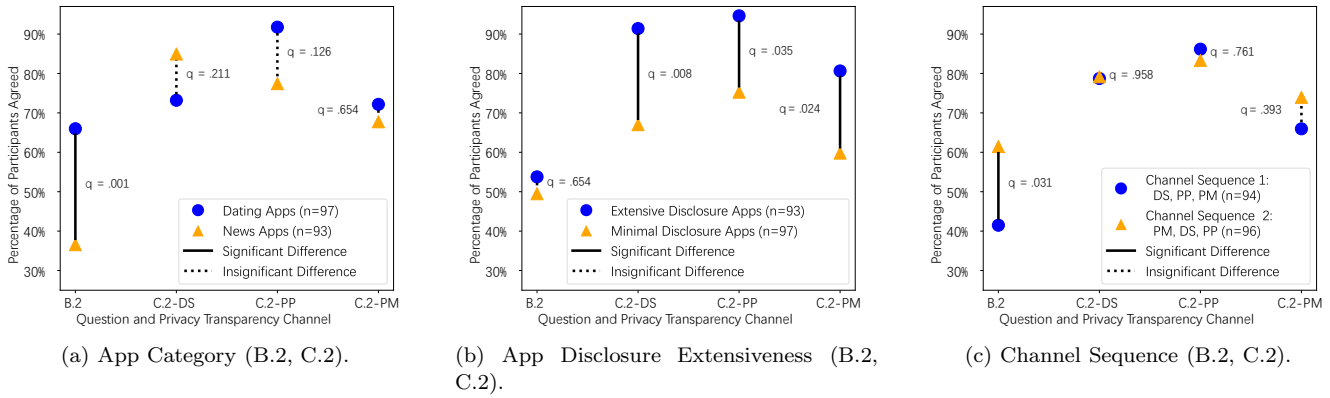 Percentage of Participants Agreed
90%
80%
70%
60%
50%
40%
30%
q = .001
q = .211
q = .126
q = .654
Dating Apps (n=97)
News Apps (n=93)
Significant Difference
Insignificant Difference
B.2 C.2-DS C.2-PP C.2-PM
Question and Privacy Transparency Channel
(a) App Category (B.2, C.2).
Percentage of Participants Agreed
90%
80%
70%
60%
50%
40%
30%
q = .654
q = .008
q = .035
q = .024
Extensive Disclosure Apps (n=93)
Minimal Disclosure Apps (n=97)
Significant Difference
Insignificant Difference
B.2 C.2-DS C.2-PP C.2-PM
Question and Privacy Transparency Channel
(b) App Disclosure Extensiveness (B.2,
C.2).
Percentage of Participants Agreed
90%
80%
70%
60%
50%
40%
30%
q = .031
q = .958
q = .761
q = .393
Channel Sequence 1:
DS, PP, PM (n=94)
Channel Sequence 2:
PM, DS, PP (n=96)
Significant Difference
Insignificant Difference
B.2 C.2-DS C.2-PP C.2-PM
Question and Privacy Transparency Channel
(c) Channel Sequence (B.2, C.2).